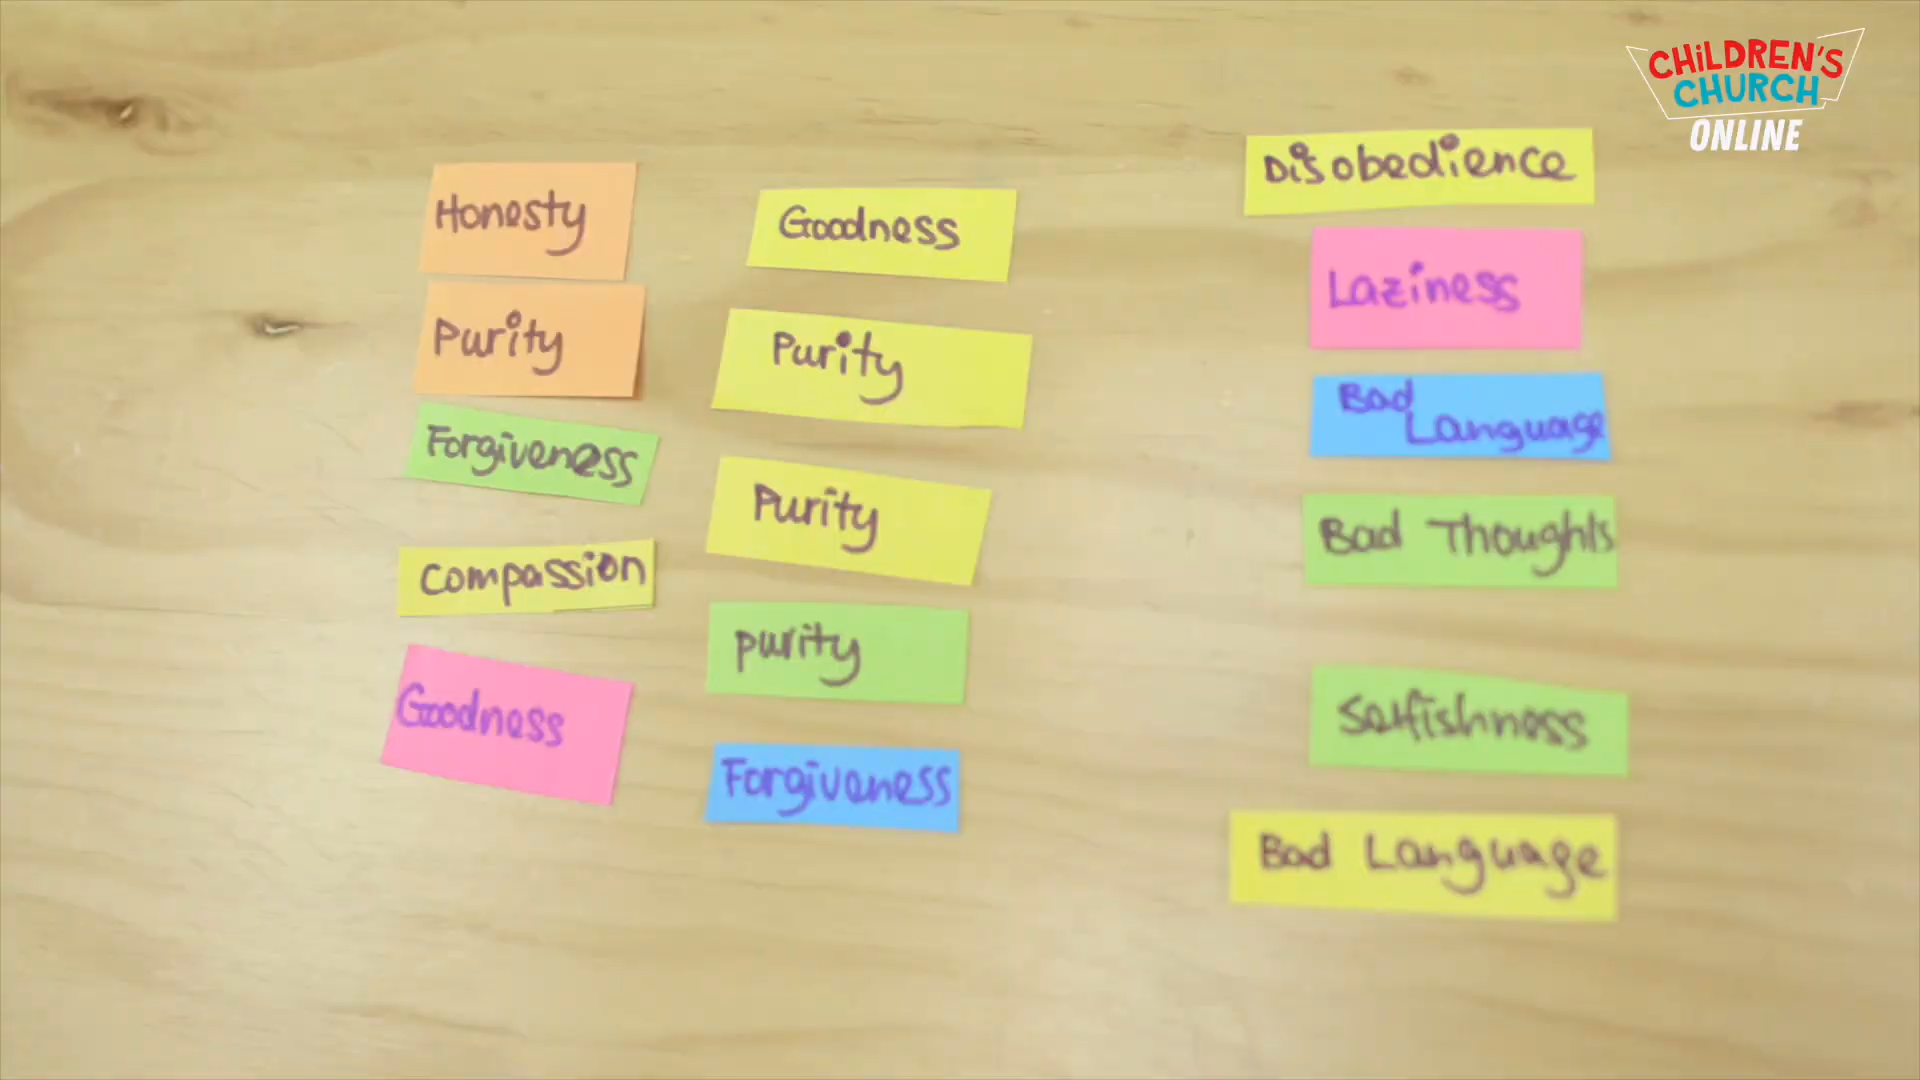 CHiLDREN'S
CHURCH
ONLINE
Honesty
Purity
Forgiveness
Compassion
Goodness
Goodness
Purity
Purity
purity
Forgiveness
Disobedience
Laziness
Bad
Language
Bad Thoughts
Selfishness
Bad Language